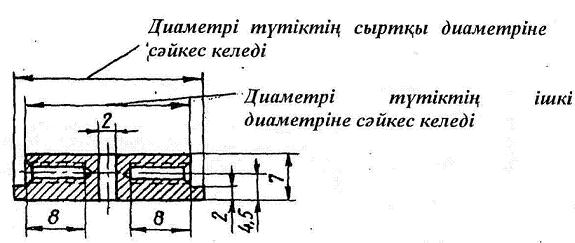 Диаметрі түтіктің сыртқы диаметріне
сәйкес келеді
Диаметрі түтіктің ішкі
диаметріне сәйкес келеді
2
8
8
2
4,5
7